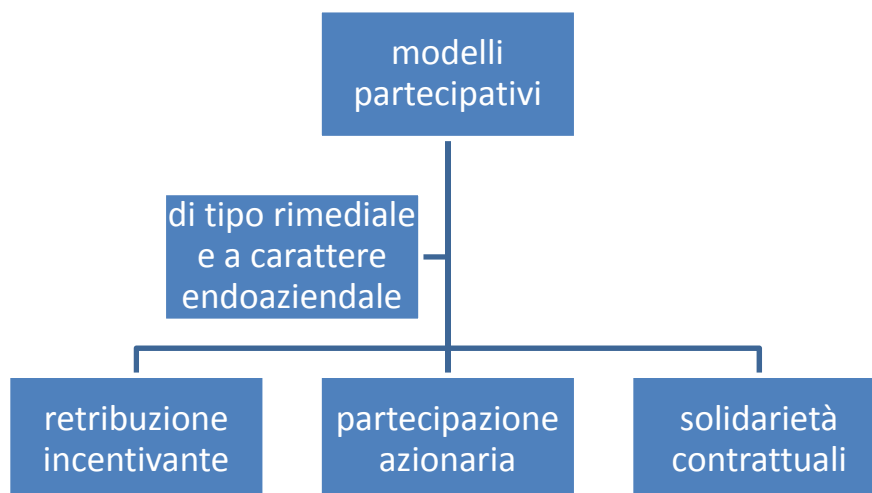 modelli
partecipativi
di tipo rimediale
e a carattere
endoaziendale
retribuzione
incentivante
partecipazione
azionaria
solidarietà
contrattuali